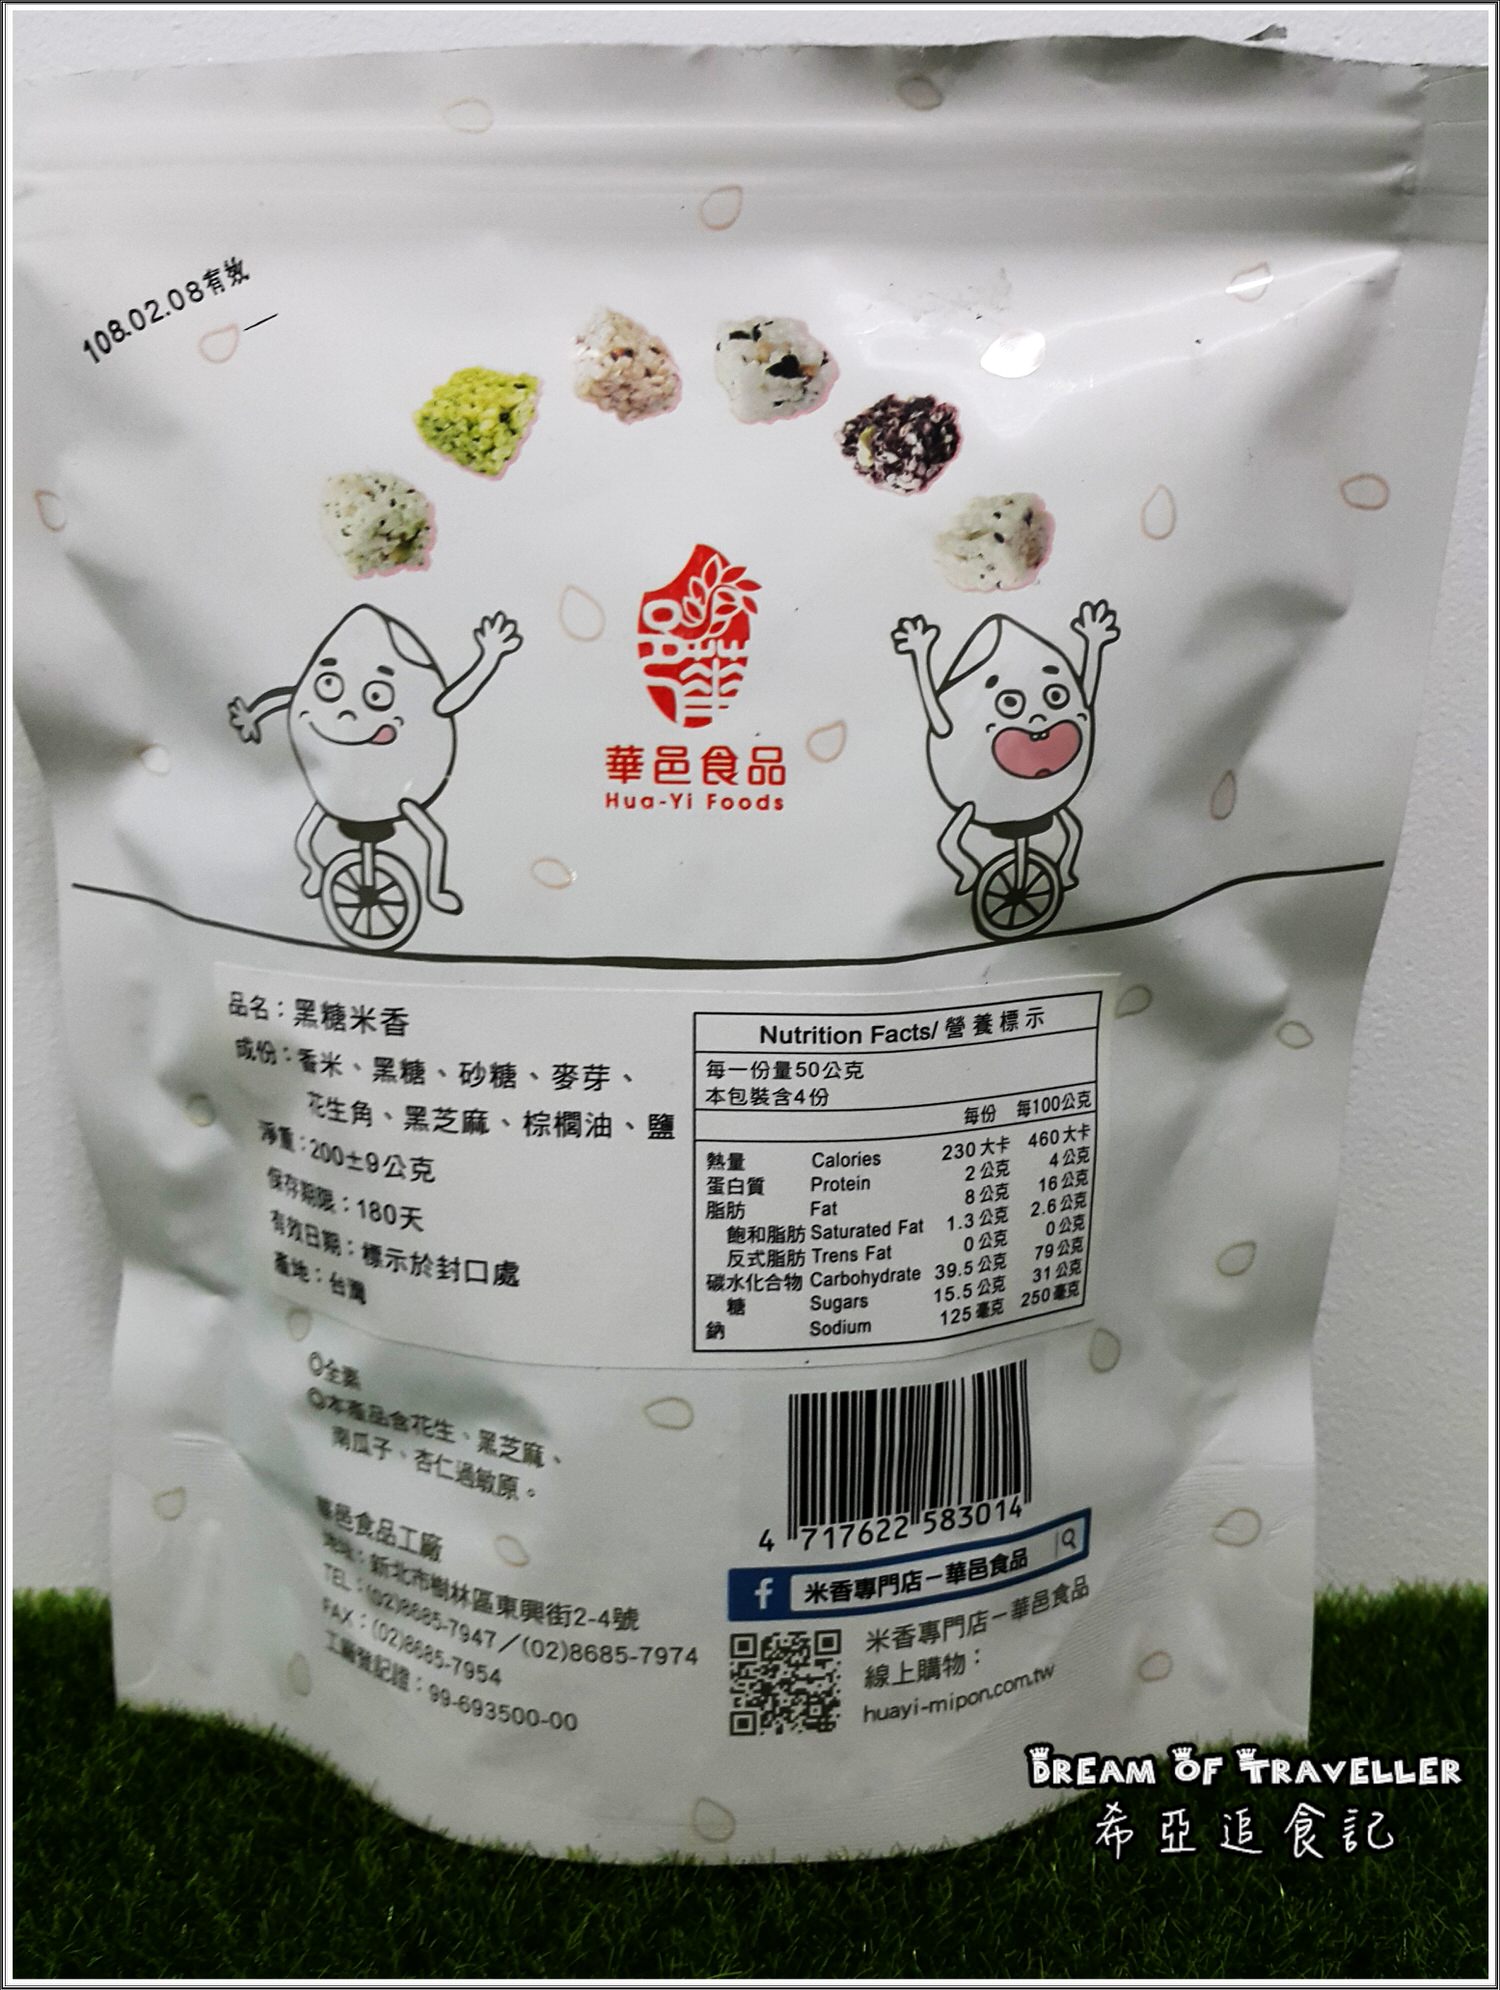 108.02.08有效
華邑食品
Hua-Yi Foods
品名：黑糖米香
成份：香米、黑糖、砂糖、麥芽、
花生角、黑芝麻、棕櫚油、鹽
淨重：200±9公克
保存期限：180天
有效日期：標示於封口處
產地：台灣
Nutrition Facts/營養標示
每一份量50公克
本包裝含4份
每份 每100公克
熱量 Calories 230大卡 460大卡
蛋白質 Protein 2公克 4公克
脂肪 Fat 8公克 16公克
飽和脂肪 Saturated Fat 1.3公克 2.6公克
反式脂肪 Trens Fat 0公克 0公克
碳水化合物 Carbohydrate 39.5公克 79公克
糖 Sugars 15.5公克 31公克
鈉 Sodium 125毫克 250毫克
◎全素
◎本產品含花生、黑芝麻、
南瓜子、杏仁過敏原。
華邑食品工廠
地址：新北市樹林區東興街2-4號
TEL：(02)8685-7947／(02)8685-7974
FAX：(02)8685-7954
工廠登記證：99-693500-00
4 717622 583014
f 米香專門店－華邑食品
米香專門店－華邑食品
線上購物：
huayi-mipon.com.tw
Dream Of Traveller
希亞追食記